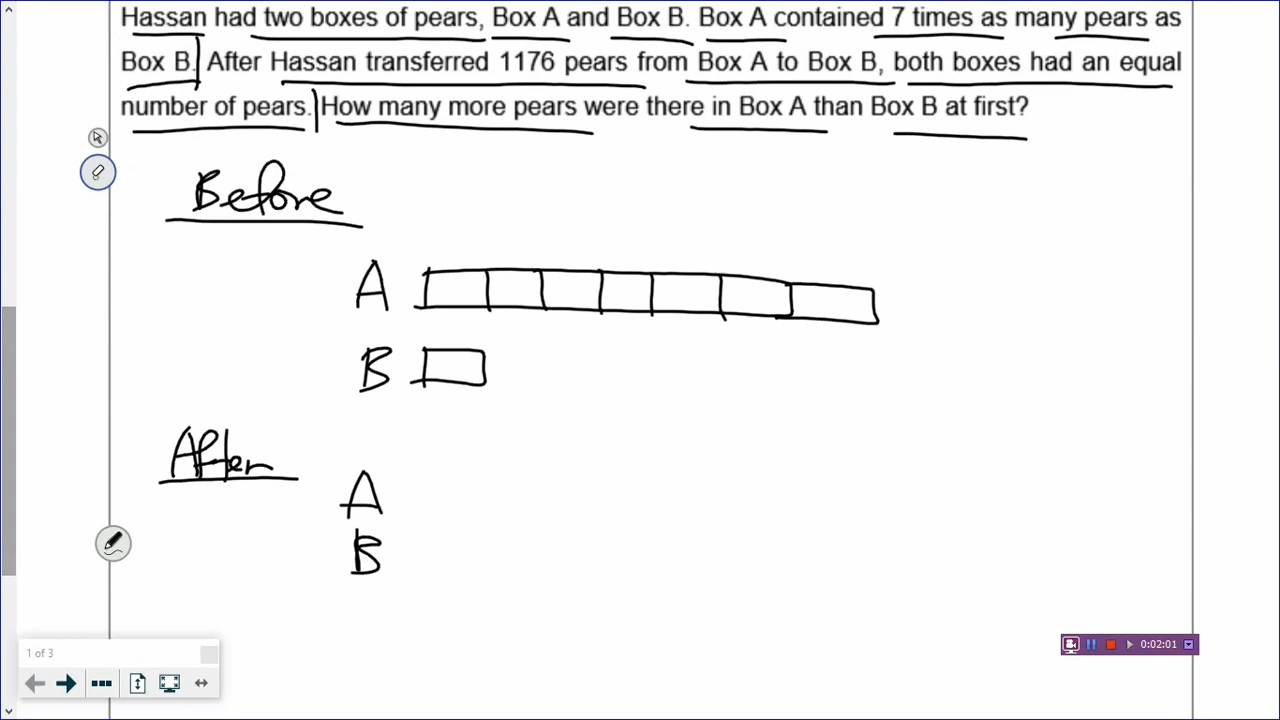 Hassan had two boxes of pears, Box A and Box B. Box A contained 7 times as many pears as
Box B. After Hassan transferred 1176 pears from Box A to Box B, both boxes had an equal
number of pears. How many more pears were there in Box A than Box B at first?
Before
A
B
After
A
B
1 of 3
0:02:01